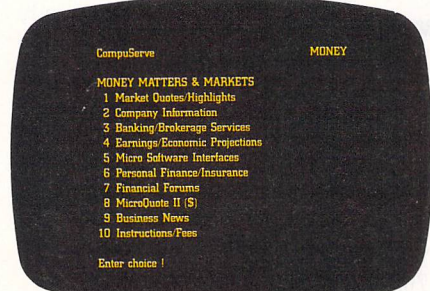 CompuServe MONEY
MONEY MATTERS & MARKETS
1 Market Quotes/Highlights
2 Company Information
3 Banking/Brokerage Services
4 Earnings/Economic Projections
5 Micro Software Interfaces
6 Personal Finance/Insurance
7 Financial Forums
8 MicroQuote II ($)
9 Business News
10 Instructions/Fees
Enter choice !